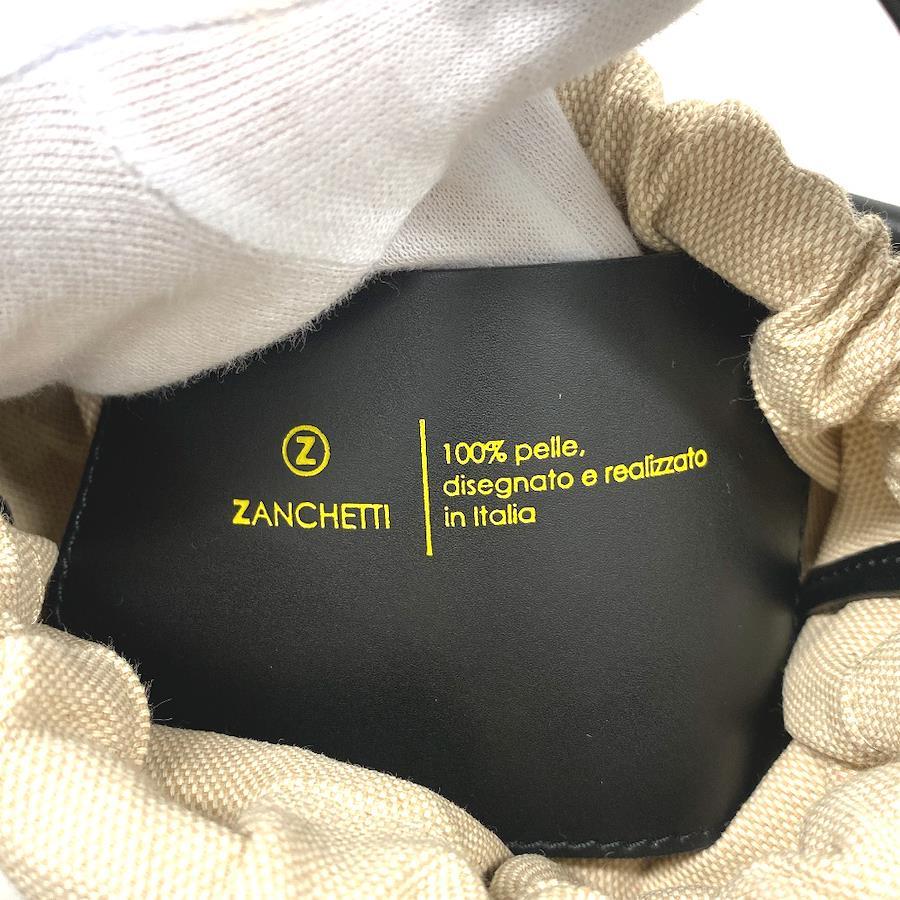 Z
ZANCHETTI
100% pelle,
disegnato e realizzato
in Italia